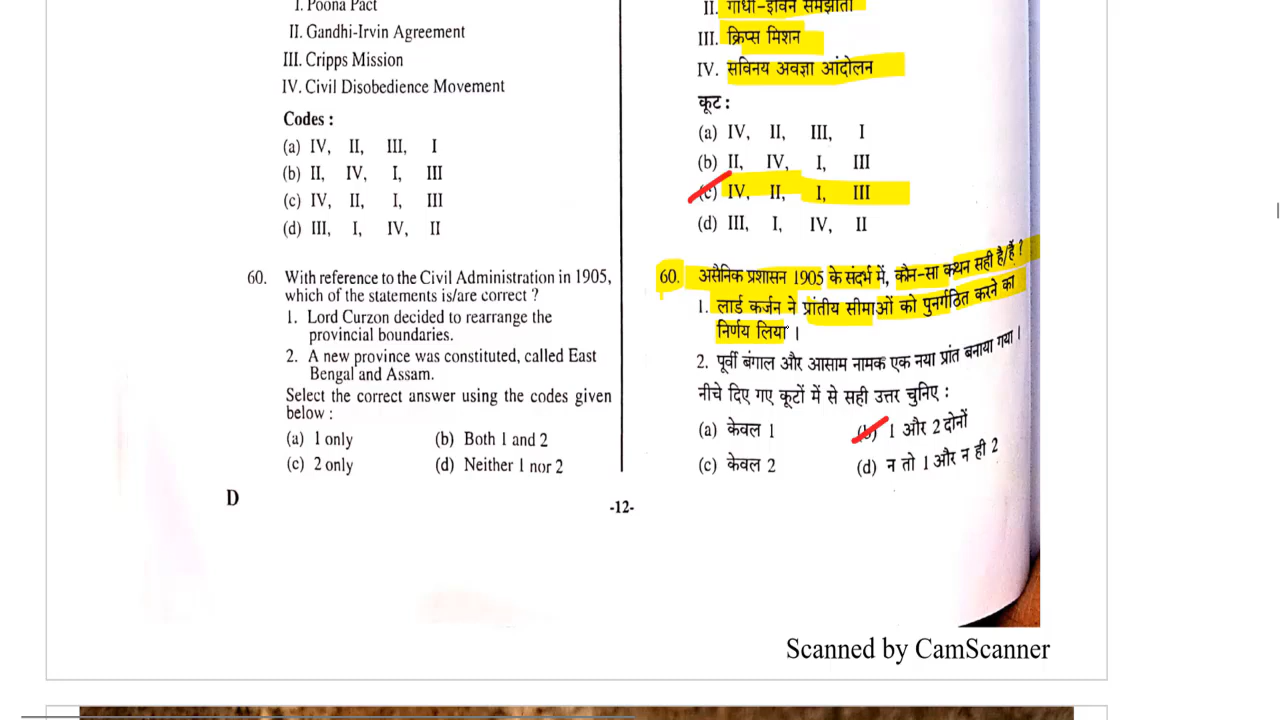 I. Poona Pact
II. Gandhi-Irvin Agreement
III. Cripps Mission
IV. Civil Disobedience Movement
Codes :
(a) IV, II, III, I
(b) II, IV, I, III
(c) IV, II, I, III
(d) III, I, IV, II
60. With reference to the Civil Administration in 1905,
which of the statements is/are correct ?
1. Lord Curzon decided to rearrange the
provincial boundaries.
2. A new province was constituted, called East
Bengal and Assam.
Select the correct answer using the codes given
below :
(a) 1 only (b) Both 1 and 2
(c) 2 only (d) Neither 1 nor 2
II. गांधी-इर्विन समझौता
III. क्रिप्स मिशन
IV. सविनय अवज्ञा आंदोलन
कूट :
(a) IV, II, III, I
(b) II, IV, I, III
(c) IV, II, I, III
(d) III, I, IV, II
60. असैनिक प्रशासन 1905 के संदर्भ में, कौन-सा कथन सही है/हैं ?
1. लार्ड कर्जन ने प्रांतीय सीमाओं को पुनर्गठित करने का
निर्णय लिया ।
2. पूर्वी बंगाल और आसाम नामक एक नया प्रांत बनाया गया ।
नीचे दिए गए कूटों में से सही उत्तर चुनिए :
(a) केवल 1 (b) 1 और 2 दोनों
(c) केवल 2 (d) न तो 1 और न ही 2
D
-12-
Scanned by CamScanner